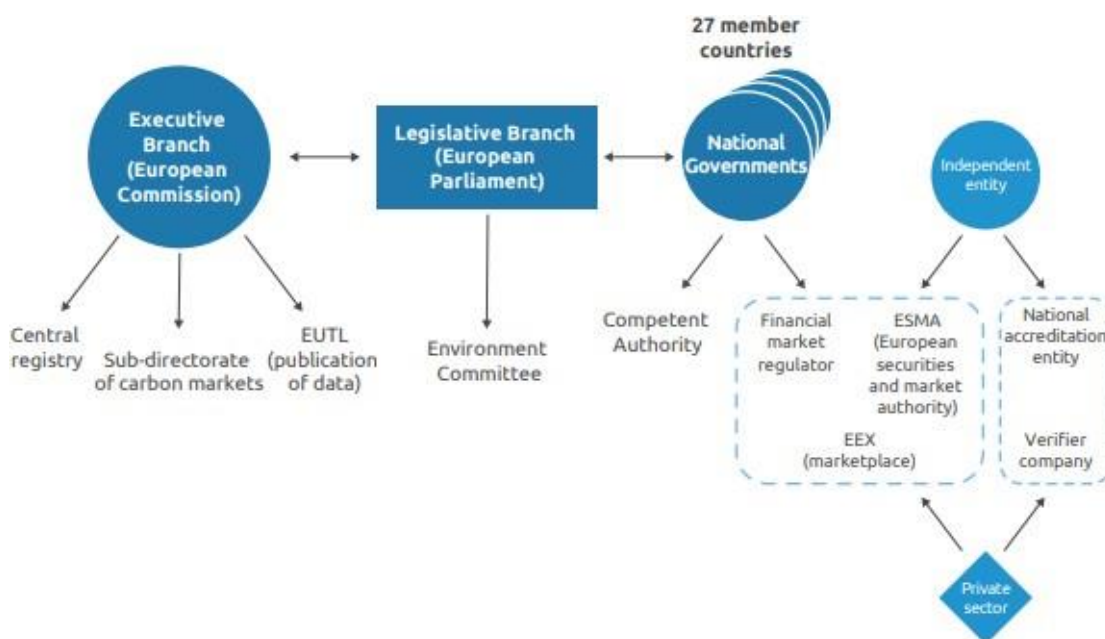 27 member
countries
Executive
Branch
(European
Commission)
Legislative Branch
(European
Parliament)
National
Governments
Independent
entity
Central
registry
Sub-directorate
of carbon markets
EUTL
(publication
of data)
Environment
Committee
Competent
Authority
Financial
market
regulator
ESMA
(European
securities
and market
authority)
EEX
(marketplace)
National
accreditation
entity
Verifier
company
Private
sector